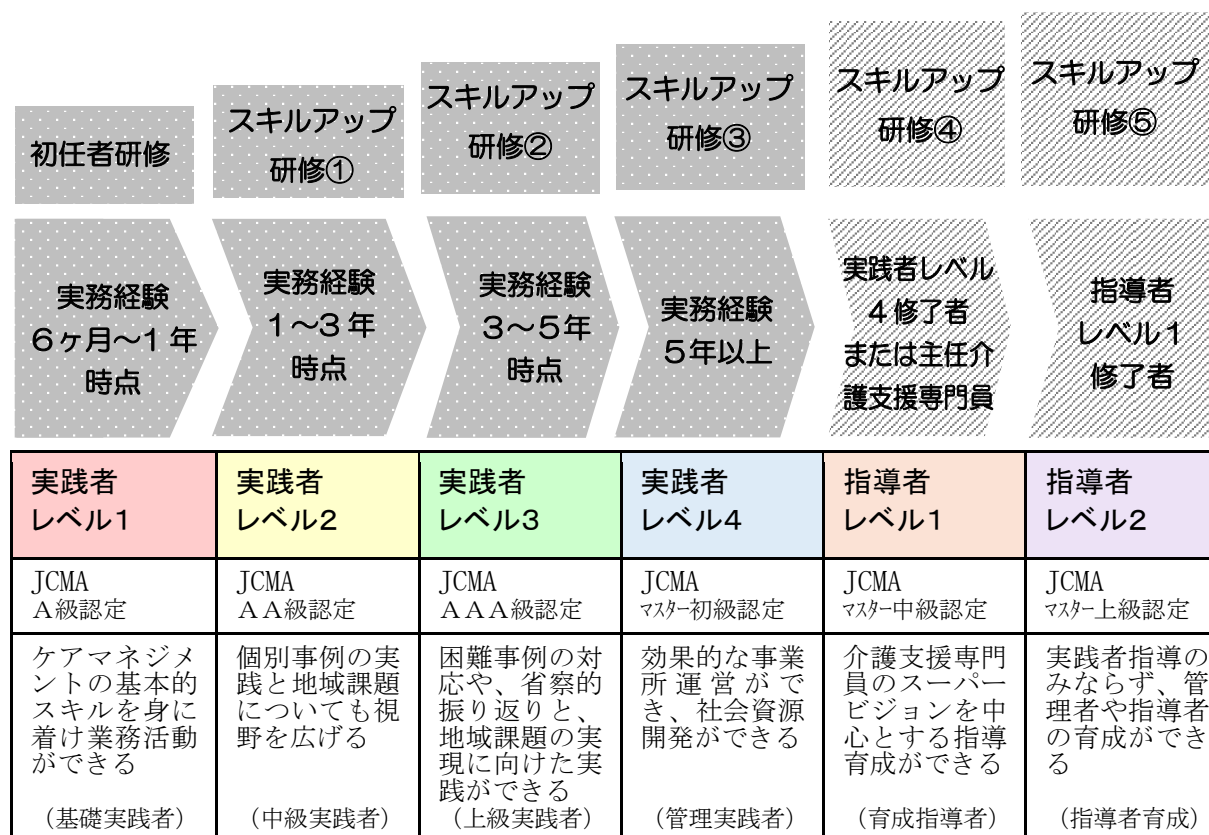 初任者研修
スキルアップ
研修①
スキルアップ
研修②
スキルアップ
研修③
スキルアップ
研修④
スキルアップ
研修⑤
実務経験
６ヶ月～１年
時点
実務経験
１～３年
時点
実務経験
３～５年
時点
実務経験
５年以上
実践者レベル
４修了者
または主任介
護支援専門員
指導者
レベル１
修了者
実践者
レベル1
実践者
レベル2
実践者
レベル3
実践者
レベル4
指導者
レベル1
指導者
レベル2
JCMA
Ａ級認定
JCMA
ＡＡ級認定
JCMA
ＡＡＡ級認定
JCMA
ﾏｽﾀｰ初級認定
JCMA
ﾏｽﾀｰ中級認定
JCMA
ﾏｽﾀｰ上級認定
ケアマネジメ
ントの基本的
スキルを身に
着け業務活動
ができる
（基礎実践者）
個別事例の実
践と地域課題
についても視
野を広げる
（中級実践者）
困難事例の対
応や、省察的
振り返りと、
地域課題の実
現に向けた実
践ができる
（上級実践者）
効果的な事業
所運営がで
き、社会資源
開発ができる
（管理実践者）
介護支援専門
員のスーパー
ビジョンを中
心とする指導
育成ができる
（育成指導者）
実践者指導の
みならず、管
理者や指導者
の育成ができ
る
（指導者育成）